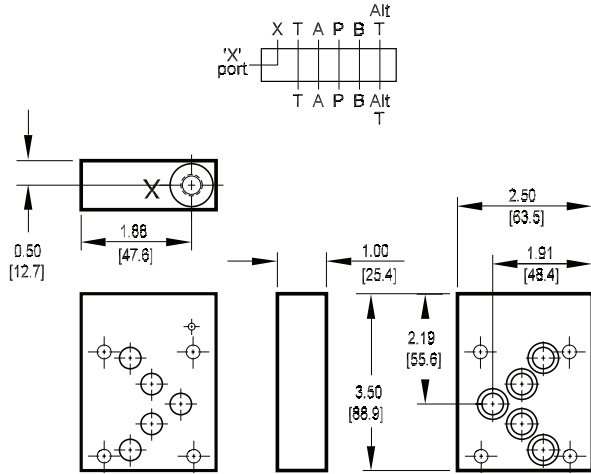 Alt
X T A P B T
'X'
port
T A P B Alt
T
X
0.50
[12.7]
1.88
[47.6]
1.00
[25.4]
2.50
[63.5]
1.91
[48.4]
2.19
[55.6]
3.50
[88.9]